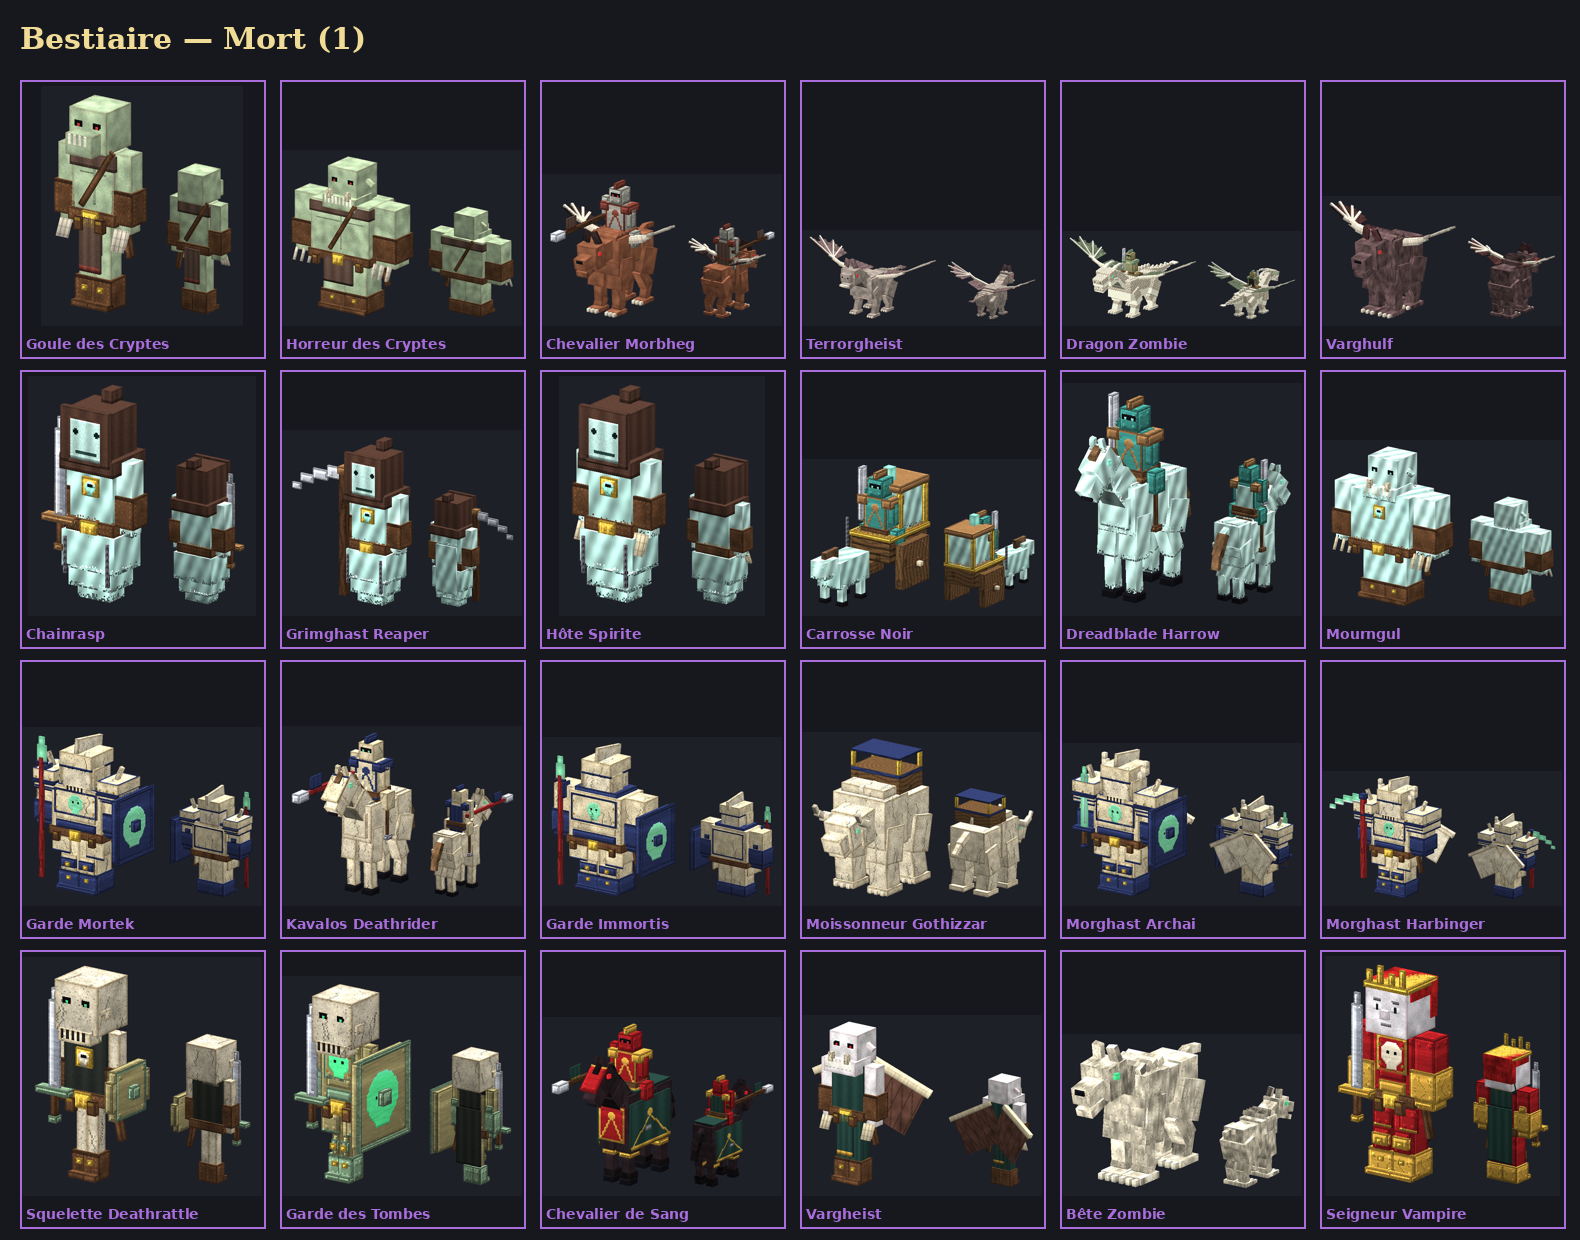 Bestiaire — Mort (1)
Goule des Cryptes
Horreur des Cryptes
Chevalier Morbheg
Terrorgheist
Dragon Zombie
Varghulf
Chainrasp
Grimghast Reaper
Hôte Spirite
Carrosse Noir
Dreadblade Harrow
Mourngul
Garde Mortek
Kavalos Deathrider
Garde Immortis
Moissonneur Gothizzar
Morghast Archai
Morghast Harbinger
Squelette Deathrattle
Garde des Tombes
Chevalier de Sang
Vargheist
Bête Zombie
Seigneur Vampire